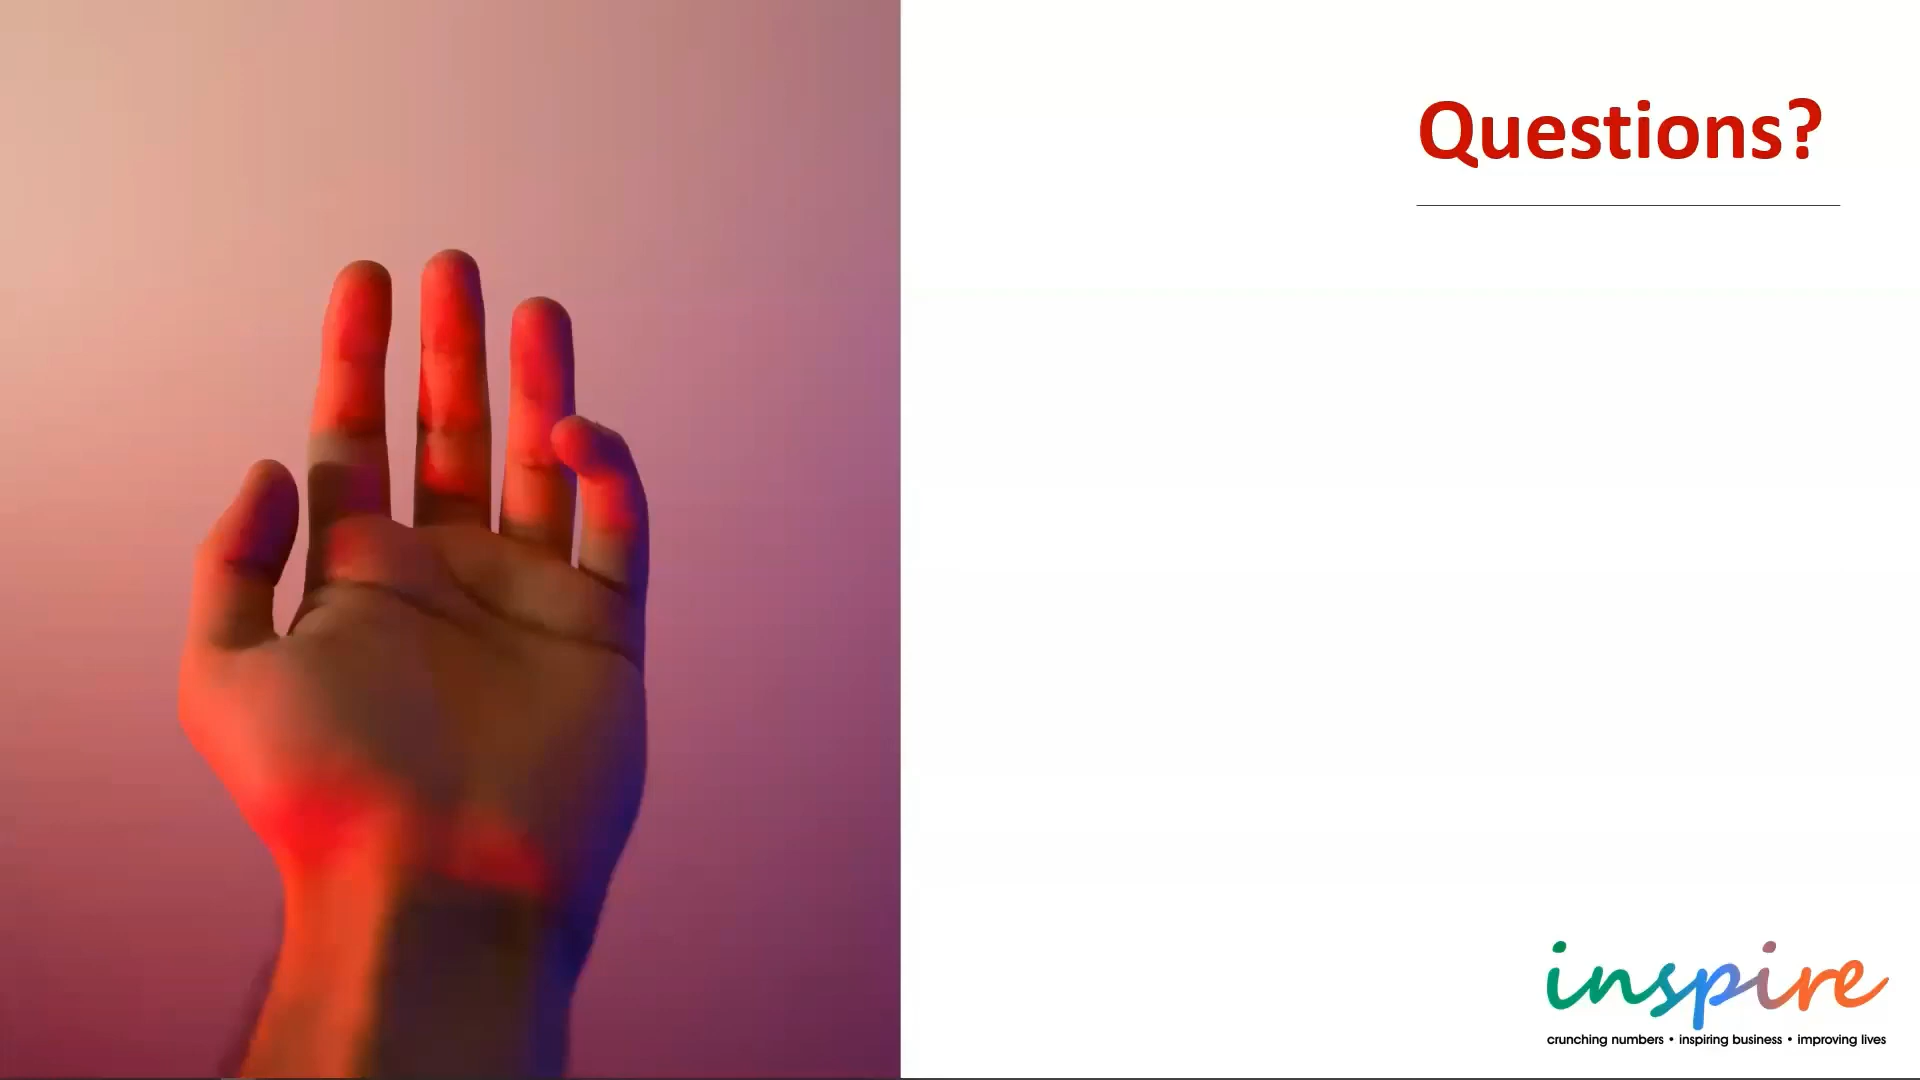 Questions?
inspire
crunching numbers • inspiring business • improving lives